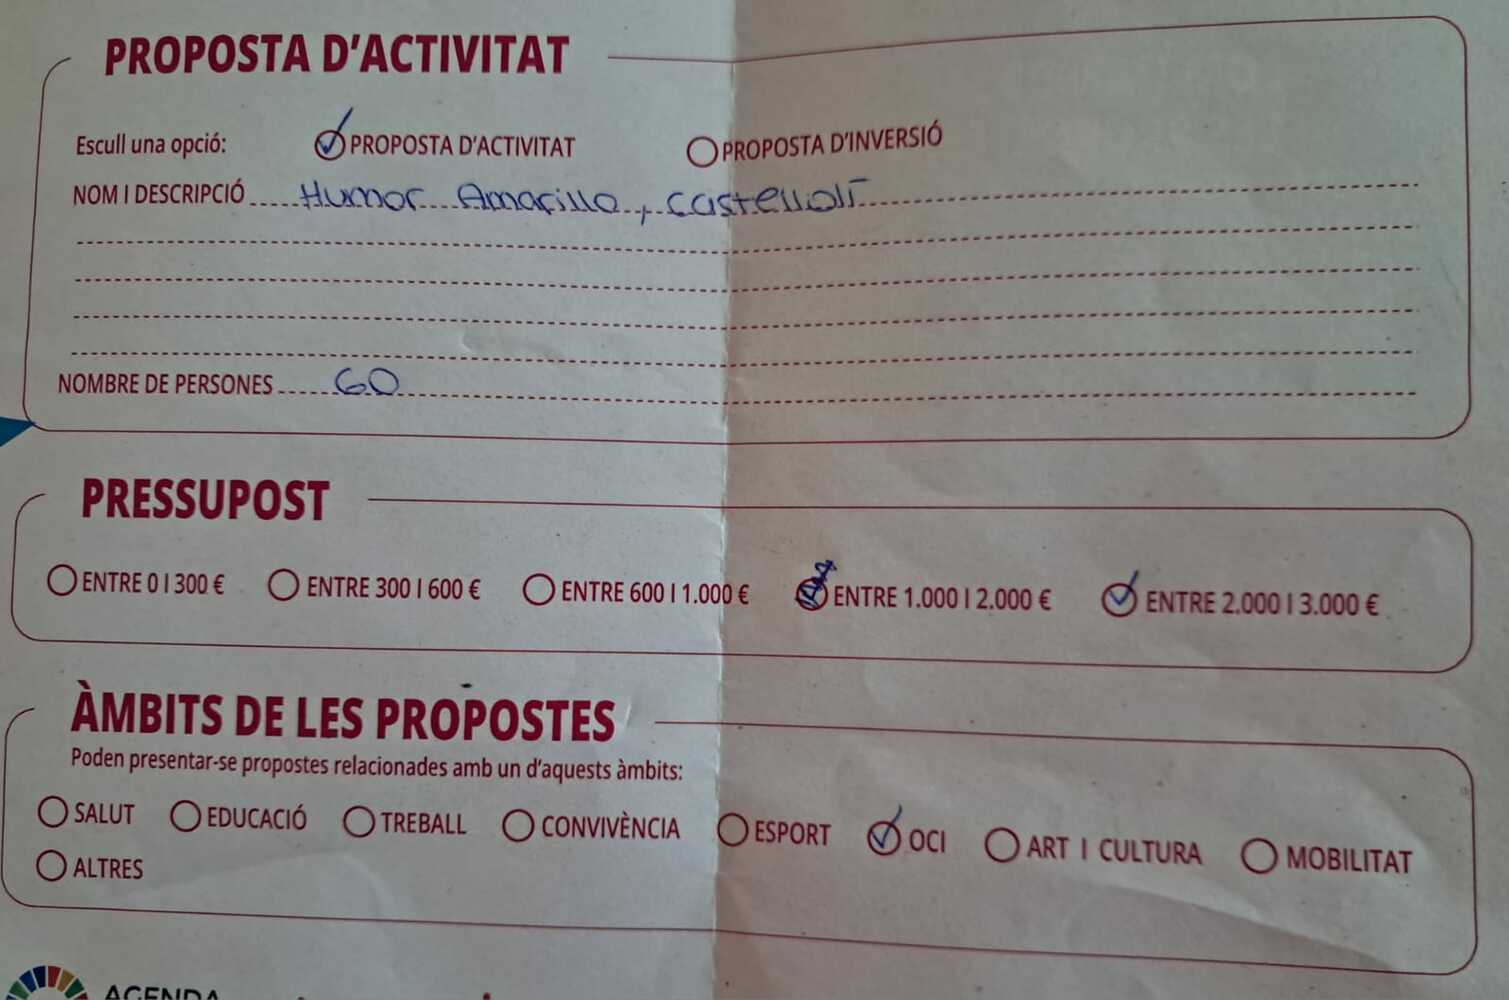 PROPOSTA D'ACTIVITAT
Escull una opció: PROPOSTA D'ACTIVITAT PROPOSTA D'INVERSIÓ
NOM I DESCRIPCIÓ Humor Amarillo, Castellolí
NOMBRE DE PERSONES 60
PRESSUPOST
ENTRE 0 I 300 € ENTRE 300 I 600 € ENTRE 600 I 1.000 € ENTRE 1.000 I 2.000 € ENTRE 2.000 I 3.000 €
ÀMBITS DE LES PROPOSTES
Poden presentar-se propostes relacionades amb un d'aquests àmbits:
SALUT EDUCACIÓ TREBALL CONVIVÈNCIA ESPORT OCI ART I CULTURA MOBILITAT
ALTRES
AGENDA